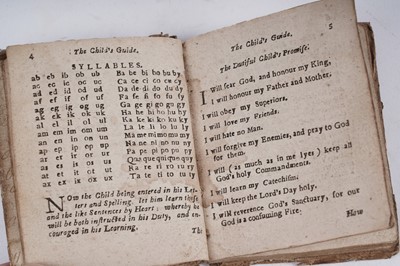 4 The Child's Guide.
SYLLABLES.
ab eb ib ob ub Ba be bi bo bu by
ac ec ic oc uc Ca ce ci co cu cy
ad ed id od ud Da de di do du dy
af ef if of uf Fa fe fi fo fu fy
ag eg ig og ug Ga ge gi go gu gy
ak ek ik ok uk Ha he hi ho hu hy
al el il ol ul Ka ke ki ko ku ky
am em im om um La le li lo lu ly
an en in on un Na ne ni no nu ny
ap ep ip op up Pa pe pi po pu py
ar er ir or ur Qua que qui quo quy
as es is os us Ra re ri ro ru ry
at et it ot ut Sa se si so su sy
ax ex ix ox ux Ta te ti to tu ty
Now the Child being entred in his Let-
ters and Spelling, let him learn these
and the like Sentences by Heart, whereby he
will be both instructed in his Duty, and en-
couraged in his Learning.
The
The Child's Guide. 5
The Dutiful Child's Promise;
I Will fear God, and honour my King,
I will honour my Father and Mother,
I will obey my Superiors,
I will love my Friends.
I will hate no Man.
I will forgive my Enemies, and pray to God
for them.
I will (as much as in me lyes) keep all
God's holy Commandments.
I will learn my Catechism;
I will keep the Lord's Day holy.
I will reverence God's Sanctuary, for our
God is a consuming Fire.
How